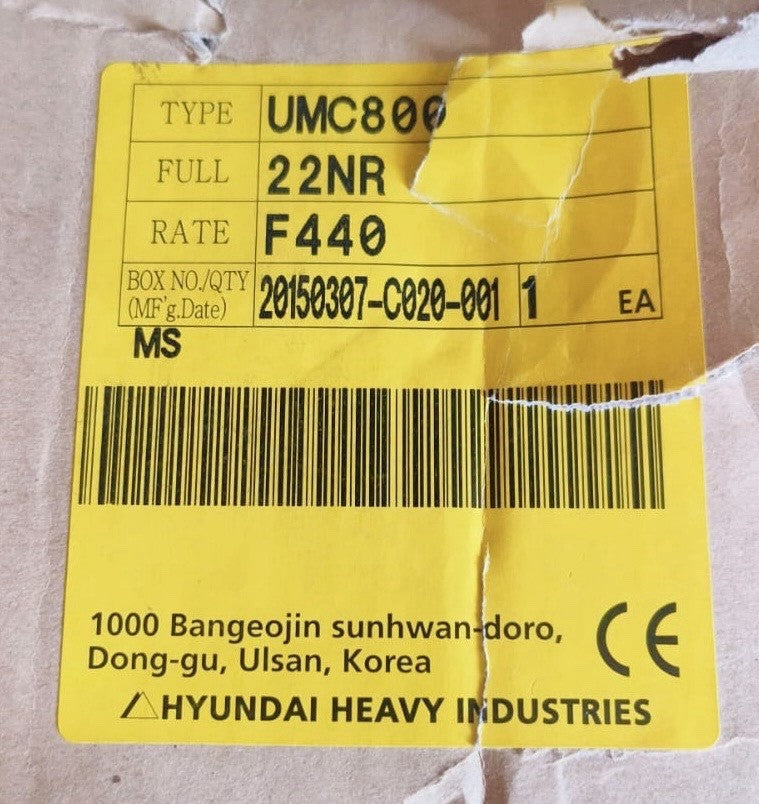 TYPE UMC800
FULL 22NR
RATE F440
BOX NO./QTY 20150307-C020-001 1 EA
(MF'g.Date)
MS
1000 Bangeojin sunhwan-doro,
Dong-gu, Ulsan, Korea
CE
HYUNDAI HEAVY INDUSTRIES